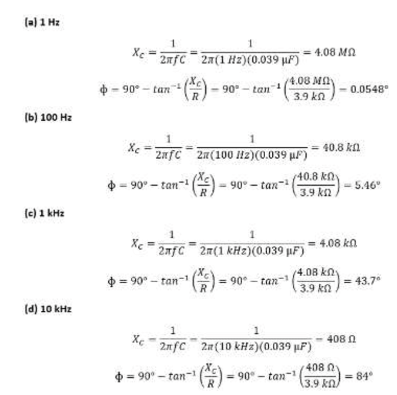 (a) 1 Hz
X_C = 1/(2πfC) = 1/(2π(1 Hz)(0.039 μF)) = 4.08 MΩ
ϕ = 90° − tan⁻¹(X_C/R) = 90° − tan⁻¹(4.08 MΩ/3.9 kΩ) = 0.0548°
(b) 100 Hz
X_C = 1/(2πfC) = 1/(2π(100 Hz)(0.039 μF)) = 40.8 kΩ
ϕ = 90° − tan⁻¹(X_C/R) = 90° − tan⁻¹(40.8 kΩ/3.9 kΩ) = 5.46°
(c) 1 kHz
X_C = 1/(2πfC) = 1/(2π(1 kHz)(0.039 μF)) = 4.08 kΩ
ϕ = 90° − tan⁻¹(X_C/R) = 90° − tan⁻¹(4.08 kΩ/3.9 kΩ) = 43.7°
(d) 10 kHz
X_C = 1/(2πfC) = 1/(2π(10 kHz)(0.039 μF)) = 408 Ω
ϕ = 90° − tan⁻¹(X_C/R) = 90° − tan⁻¹(408 Ω/3.9 kΩ) = 84°